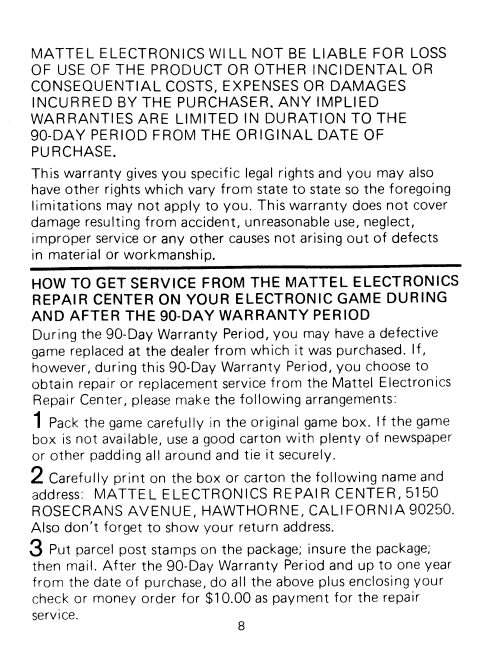 MATTEL ELECTRONICS WILL NOT BE LIABLE FOR LOSS
OF USE OF THE PRODUCT OR OTHER INCIDENTAL OR
CONSEQUENTIAL COSTS, EXPENSES OR DAMAGES
INCURRED BY THE PURCHASER. ANY IMPLIED
WARRANTIES ARE LIMITED IN DURATION TO THE
90-DAY PERIOD FROM THE ORIGINAL DATE OF
PURCHASE.
This warranty gives you specific legal rights and you may also
have other rights which vary from state to state so the foregoing
limitations may not apply to you. This warranty does not cover
damage resulting from accident, unreasonable use, neglect,
improper service or any other causes not arising out of defects
in material or workmanship.
HOW TO GET SERVICE FROM THE MATTEL ELECTRONICS
REPAIR CENTER ON YOUR ELECTRONIC GAME DURING
AND AFTER THE 90-DAY WARRANTY PERIOD
During the 90-Day Warranty Period, you may have a defective
game replaced at the dealer from which it was purchased. If,
however, during this 90-Day Warranty Period, you choose to
obtain repair or replacement service from the Mattel Electronics
Repair Center, please make the following arrangements:
1 Pack the game carefully in the original game box. If the game
box is not available, use a good carton with plenty of newspaper
or other padding all around and tie it securely.
2 Carefully print on the box or carton the following name and
address: MATTEL ELECTRONICS REPAIR CENTER, 5150
ROSECRANS AVENUE, HAWTHORNE, CALIFORNIA 90250.
Also don't forget to show your return address.
3 Put parcel post stamps on the package; insure the package;
then mail. After the 90-Day Warranty Period and up to one year
from the date of purchase, do all the above plus enclosing your
check or money order for $10.00 as payment for the repair
service.
8